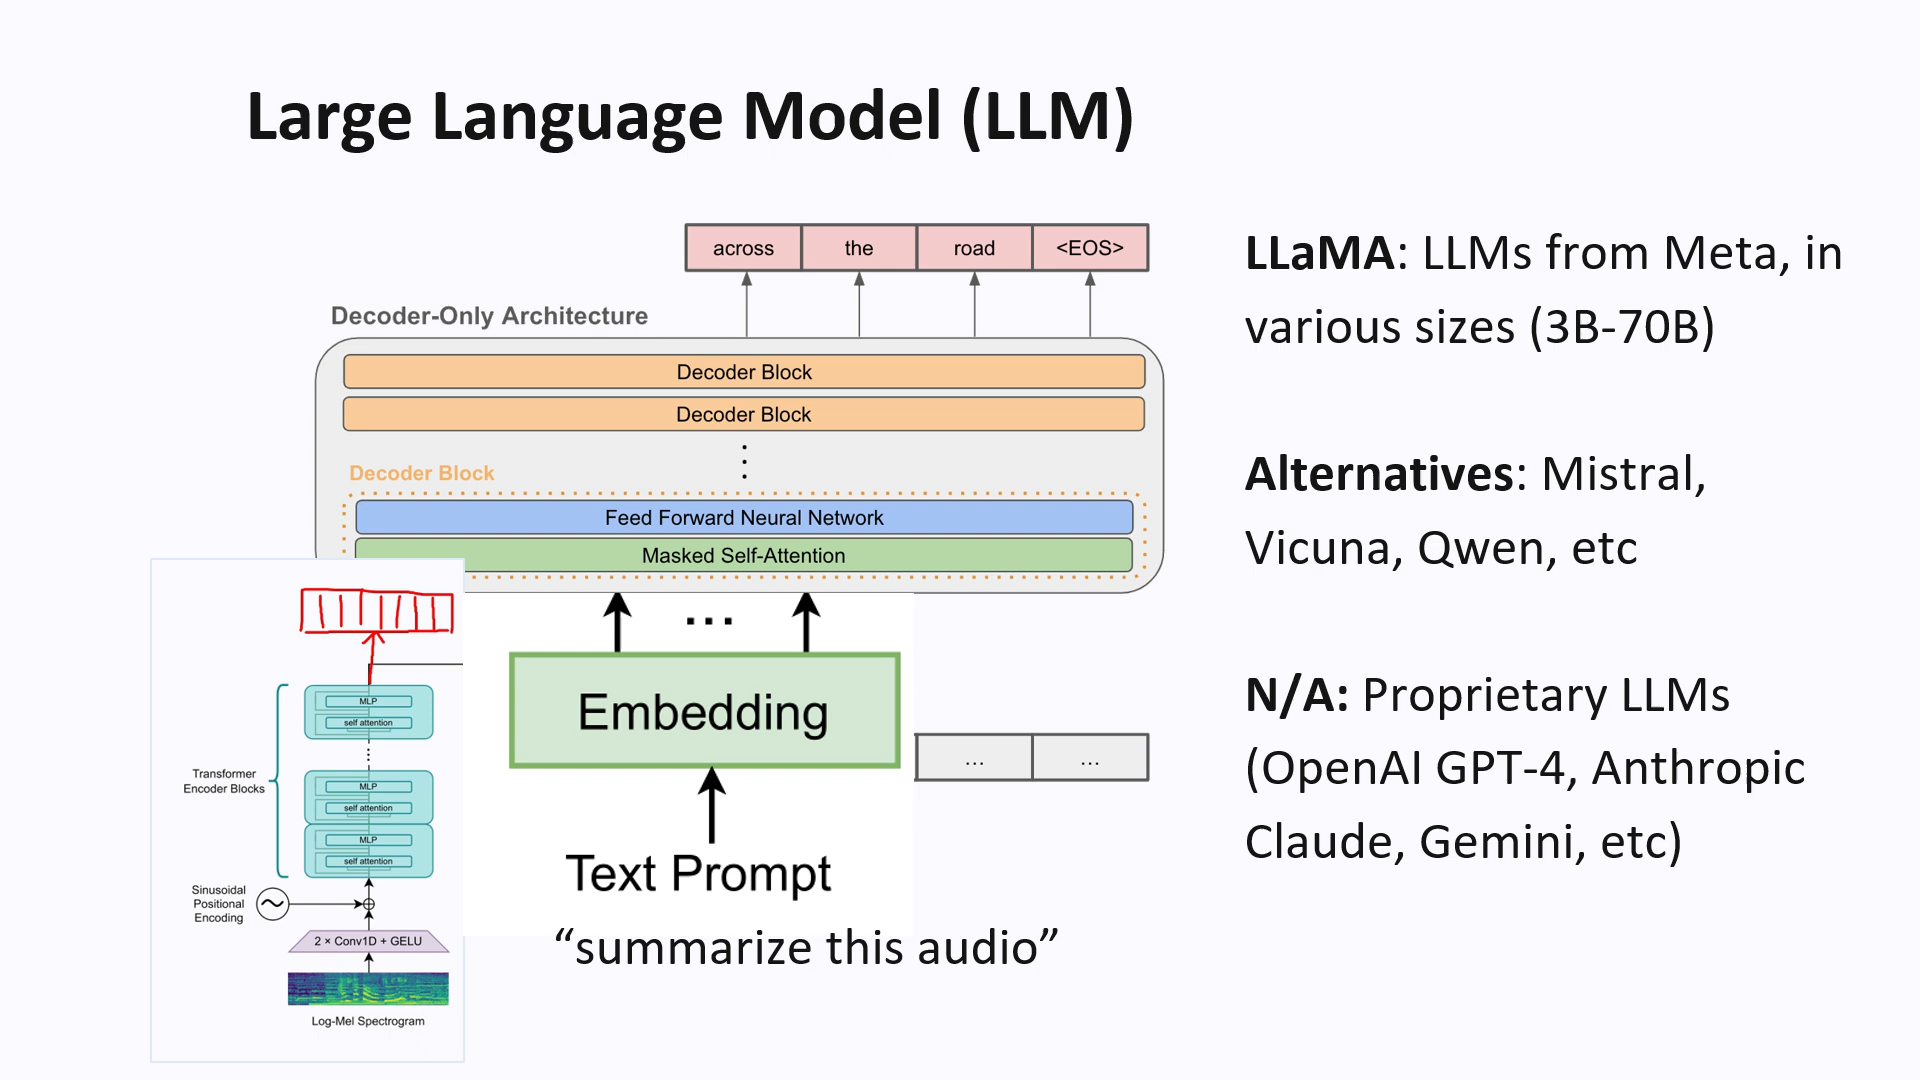 Large Language Model (LLM)
across the road <EOS>
Decoder-Only Architecture
Decoder Block
Decoder Block
Decoder Block
Feed Forward Neural Network
Masked Self-Attention
...
Embedding
Text Prompt
“summarize this audio”
... ...
MLP
self attention
Transformer
Encoder Blocks
MLP
self attention
MLP
self attention
Sinusoidal
Positional
Encoding
2 × Conv1D + GELU
Log-Mel Spectrogram
LLaMA: LLMs from Meta, in
various sizes (3B-70B)
Alternatives: Mistral,
Vicuna, Qwen, etc
N/A: Proprietary LLMs
(OpenAI GPT-4, Anthropic
Claude, Gemini, etc)